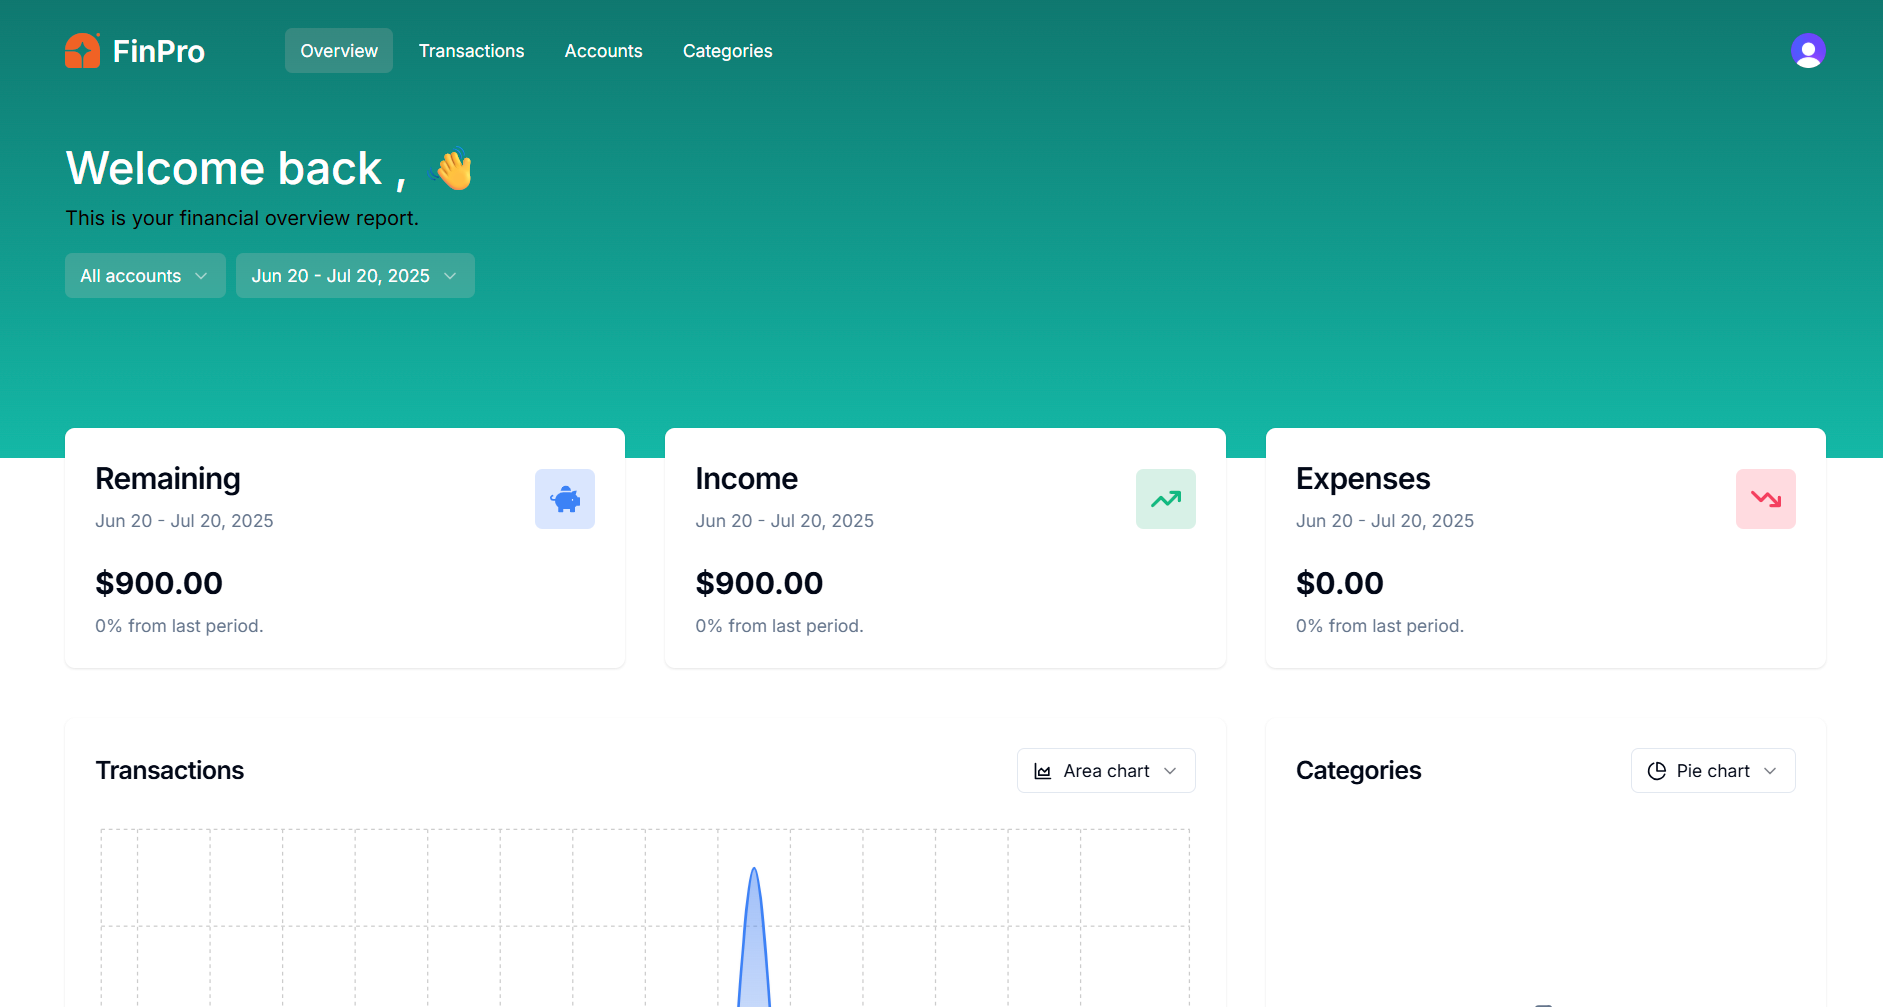 FinPro
Overview
Transactions
Accounts
Categories
Welcome back , 👋
This is your financial overview report.
All accounts
Jun 20 - Jul 20, 2025
Remaining
Jun 20 - Jul 20, 2025
$900.00
0% from last period.
Income
Jun 20 - Jul 20, 2025
$900.00
0% from last period.
Expenses
Jun 20 - Jul 20, 2025
$0.00
0% from last period.
Transactions
Area chart
Categories
Pie chart